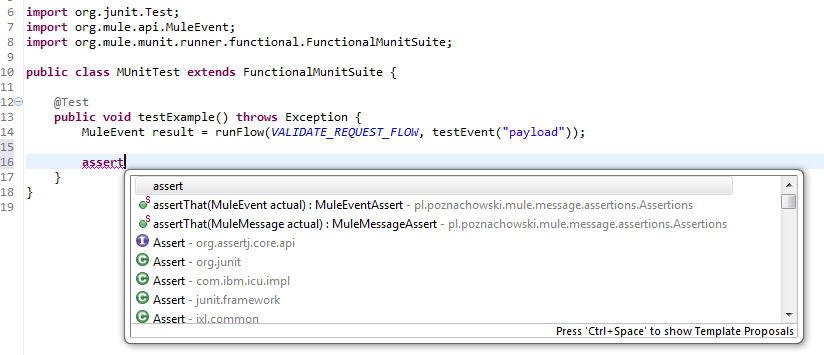 6 import org.junit.Test;
7 import org.mule.api.MuleEvent;
8 import org.mule.munit.runner.functional.FunctionalMunitSuite;
9
10 public class MUnitTest extends FunctionalMunitSuite {
11
12 @Test
13 public void testExample() throws Exception {
14 MuleEvent result = runFlow(VALIDATE_REQUEST_FLOW, testEvent("payload"));
15
16 assert
17 }
18 }
19
assert
S assertThat(MuleEvent actual) : MuleEventAssert - pl.poznachowski.mule.message.assertions.Assertions
S assertThat(MuleMessage actual) : MuleMessageAssert - pl.poznachowski.mule.message.assertions.Assertions
I Assert - org.assertj.core.api
C Assert - org.junit
C Assert - com.ibm.icu.impl
C Assert - junit.framework
C Assert - ixl.common
Press 'Ctrl+Space' to show Template Proposals